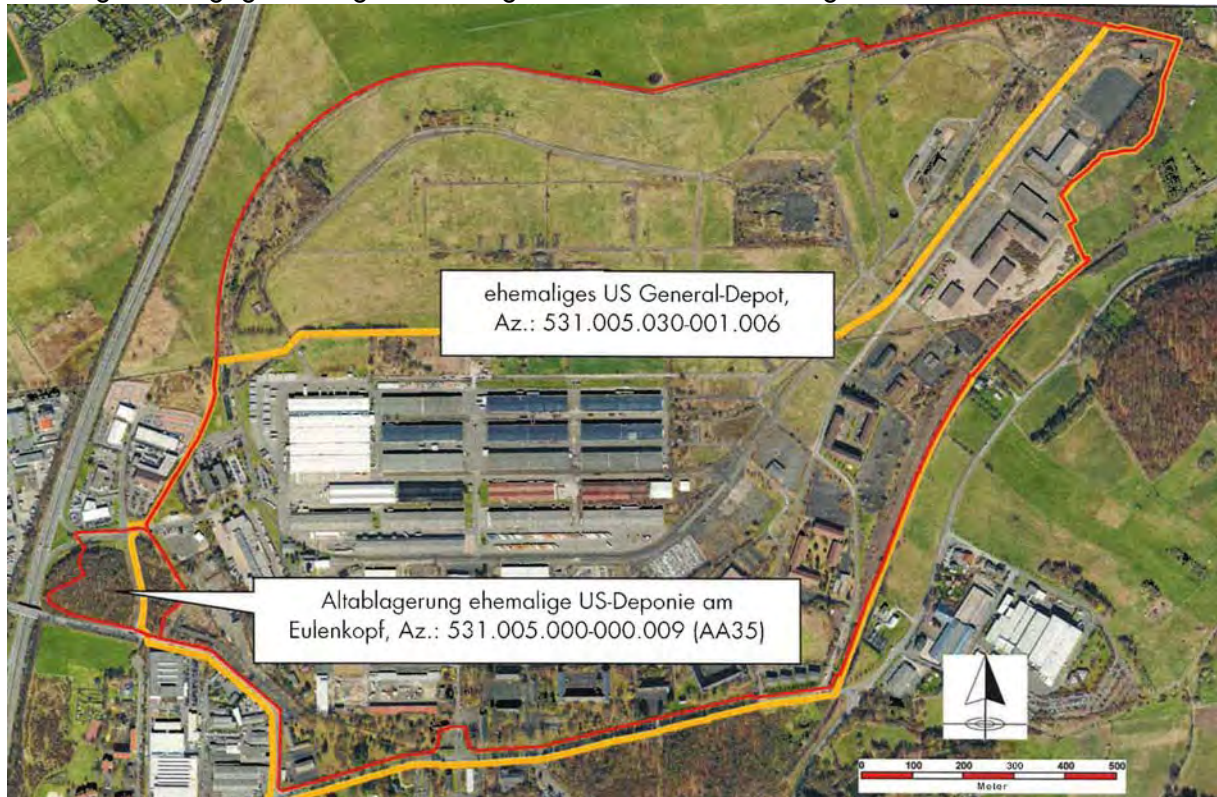 ehemaliges US General-Depot,
Az.: 531.005.030-001.006
Altablagerung ehemalige US-Deponie am
Eulenkopf, Az.: 531.005.000-000.009 (AA35)
0 100 200 300 400 500
Meter